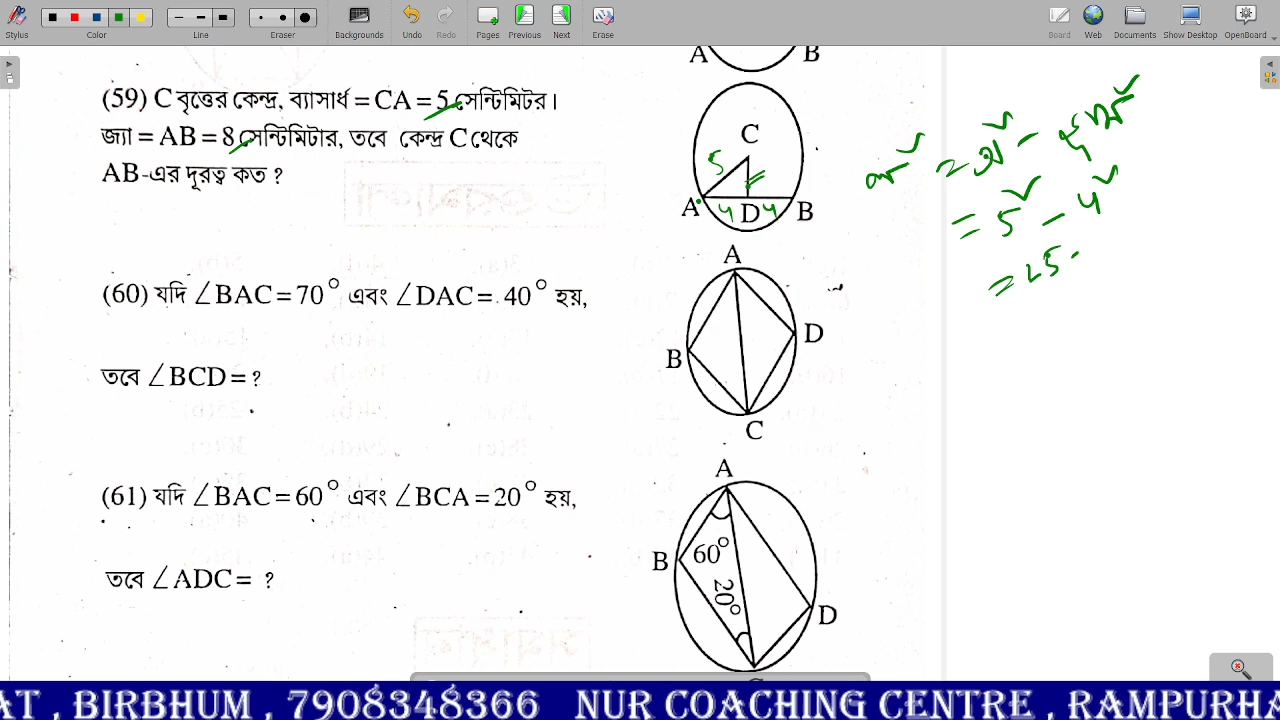 Stylus Color Line Eraser Backgrounds Undo Redo Pages Previous Next Erase Board Web Documents Show Desktop OpenBoard
A B
(59) C বৃত্তের কেন্দ্র, ব্যাসার্ধ = CA = 5 সেন্টিমিটর।
জ্যা = AB = 8 সেন্টিমিটার, তবে কেন্দ্র C থেকে
AB-এর দূরত্ব কত ?
C
5
A 4 D 4 B
= 5² − 4²
= 25 -
(60) যদি ∠BAC = 70° এবং ∠DAC = 40° হয়,
তবে ∠BCD = ?
A
B
D
C
(61) যদি ∠BAC = 60° এবং ∠BCA = 20° হয়,
তবে ∠ADC = ?
A
B
60°
20°
D
AT , BIRBHUM , 7908348366 NUR COACHING CENTRE , RAMPURHA